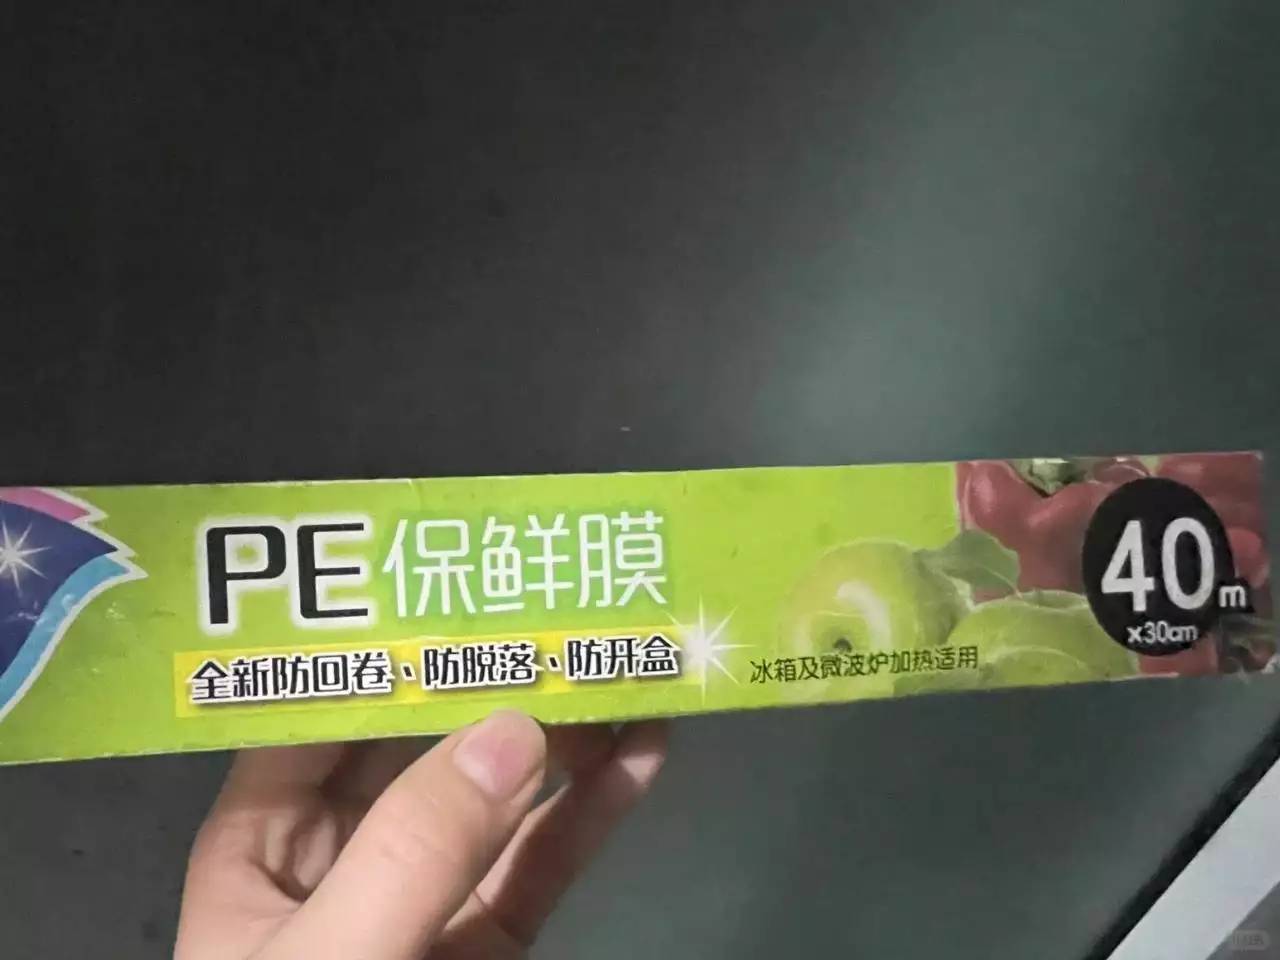 PE保鲜膜
全新防回卷、防脱落、防开盒
冰箱及微波炉加热适用
40m
x30cm